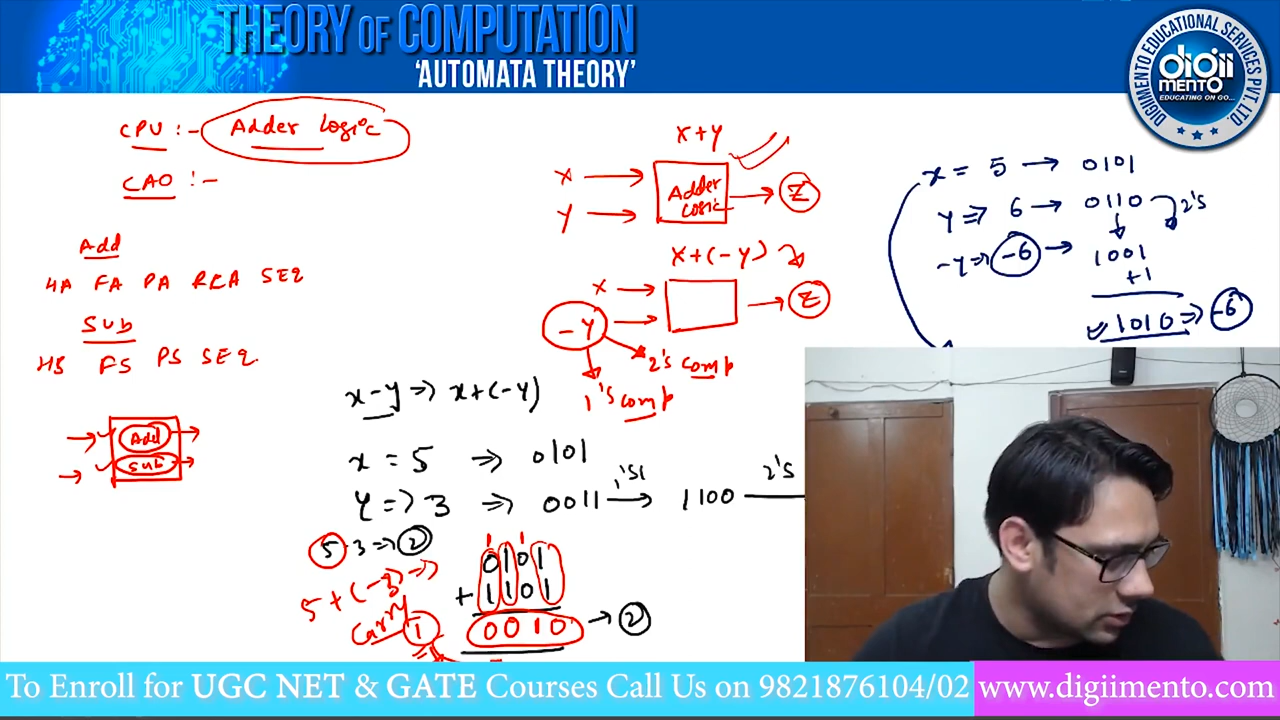 THEORY OF COMPUTATION
'AUTOMATA THEORY'
DIGIIMENTO EDUCATIONAL SERVICES PVT. LTD.
digiimento
EDUCATING ON GO...
CPU :- Adder Logic
CAO :-
Add
HA FA PA RCA SEQ
Sub
HS FS PS SEQ
Add
Sub
x+y
x
y
Adder Logic
Z
x+(-y)
x
-y
Z
2's comp
1's comp
x-y => x+(-y)
x = 5 => 0101
y => 3 => 0011 1's 1100 2's
5-3 => 2
5+(-3) =>
1 1
0101
+ 1101
Carry 1 0010 → 2
x = 5 → 0101
y => 6 → 0110 2's
-y => -6 → 1001
+1
1010 => -6
To Enroll for UGC NET & GATE Courses Call Us on 9821876104/02
www.digiimento.com